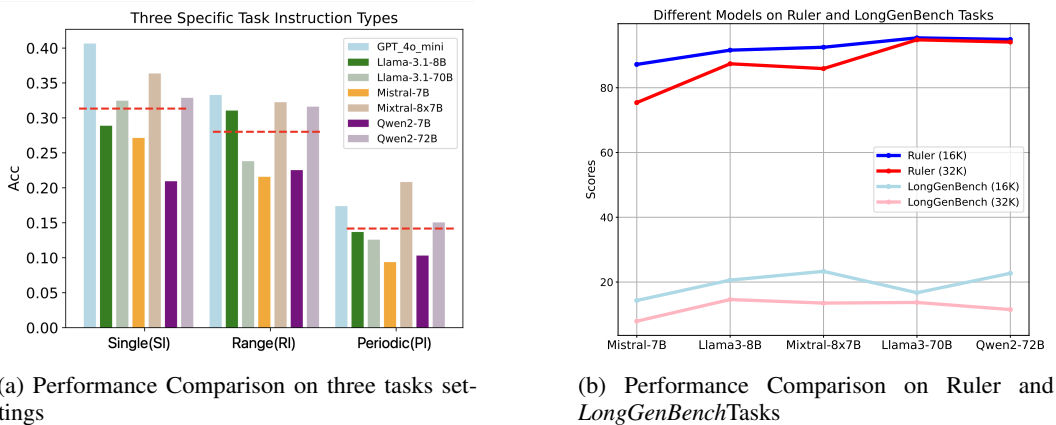 Three Specific Task Instruction Types
Acc
0.40
0.35
0.30
0.25
0.20
0.15
0.10
0.05
0.00
GPT_4o_mini
Llama-3.1-8B
Llama-3.1-70B
Mistral-7B
Mixtral-8x7B
Qwen2-7B
Qwen2-72B
Single(SI) Range(RI) Periodic(PI)
(a) Performance Comparison on three tasks set-
tings
Different Models on Ruler and LongGenBench Tasks
Scores
80
60
40
20
Ruler (16K)
Ruler (32K)
LongGenBench (16K)
LongGenBench (32K)
Mistral-7B Llama3-8B Mixtral-8x7B Llama3-70B Qwen2-72B
(b) Performance Comparison on Ruler and
LongGenBenchTasks